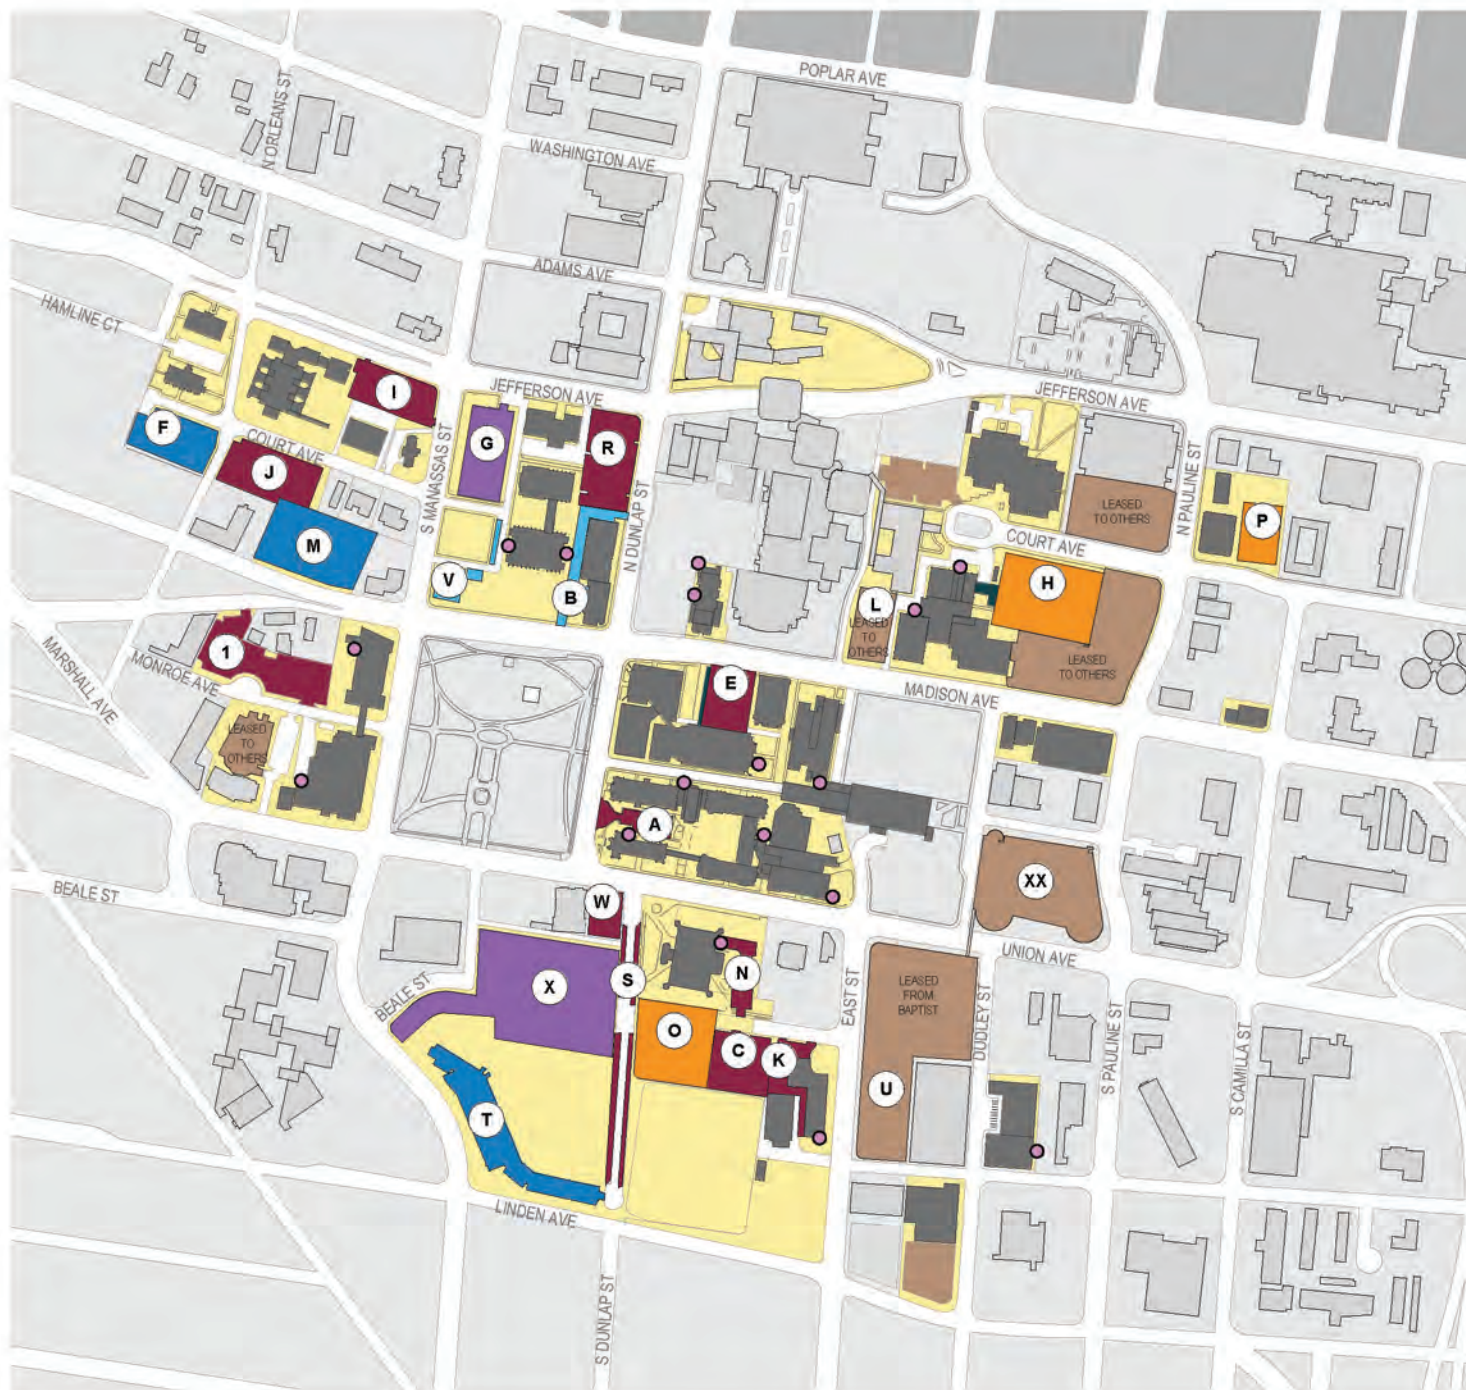 POPLAR AVE
N ORLEANS ST
WASHINGTON AVE
ADAMS AVE
HAMLINE CT
JEFFERSON AVE
JEFFERSON AVE
I
F
G
R
COURT AVE
J
S MANASSAS ST
N PAULINE ST
LEASED
TO OTHERS
P
M
N DUNLAP ST
COURT AVE
V
B
H
L
LEASED
TO
OTHERS
1
MONROE AVE
MARSHALL AVE
LEASED
TO OTHERS
E
MADISON AVE
LEASED
TO
OTHERS
A
XX
BEALE ST
W
UNION AVE
S
N
X
BEALE ST
LEASED
FROM
BAPTIST
EAST ST
DUDLEY ST
O
C
K
S PAULINE ST
S CAMILLA ST
U
T
LINDEN AVE
S DUNLAP ST